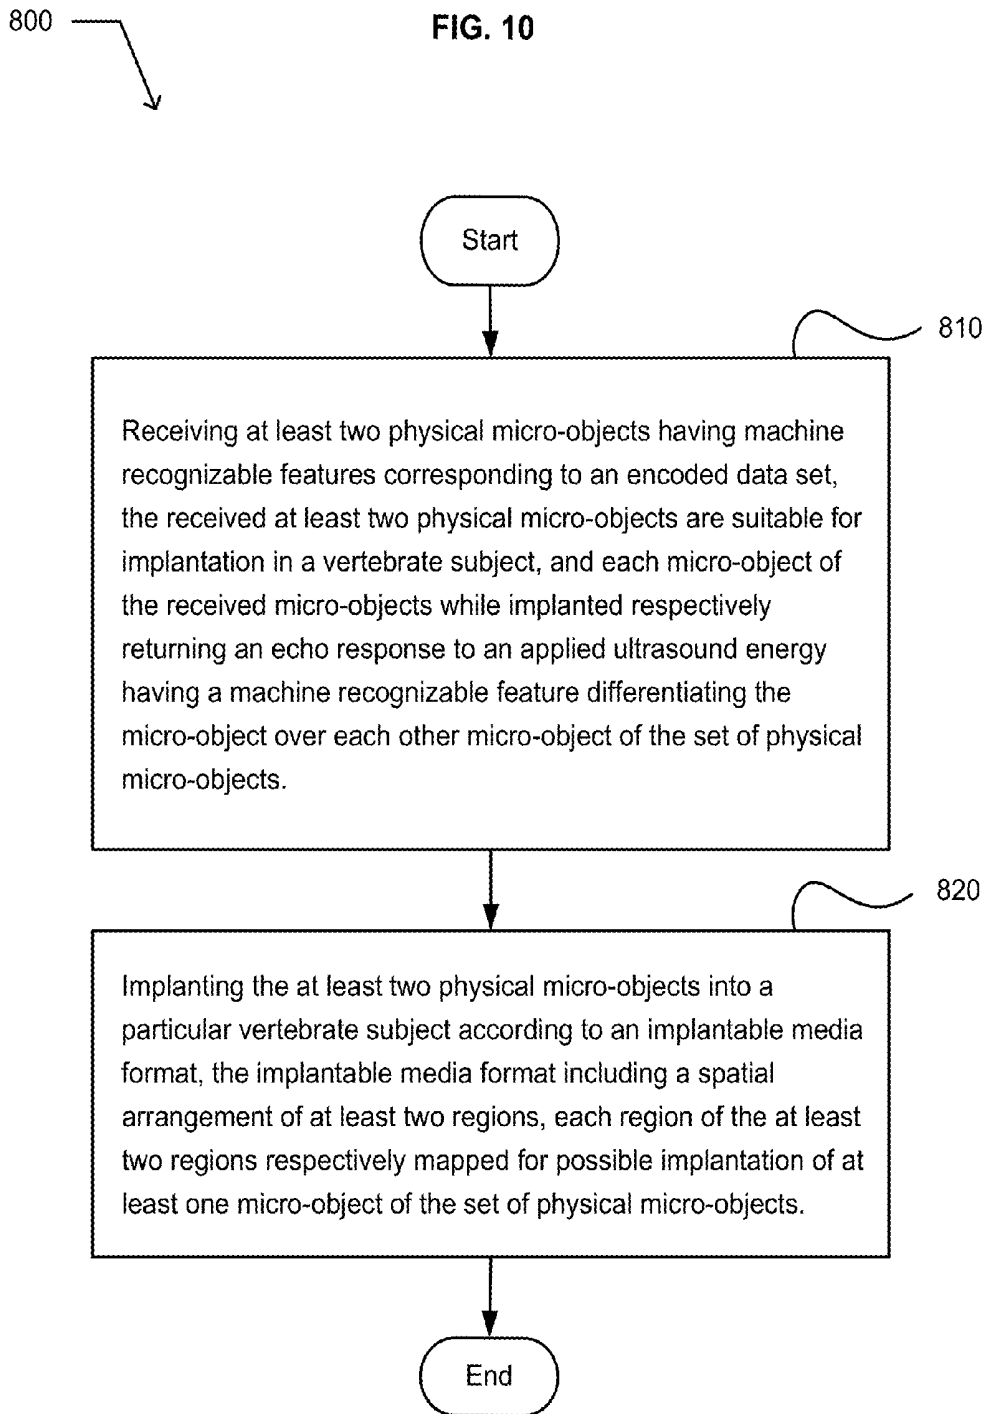 800
FIG. 10
Start
810
Receiving at least two physical micro-objects having machine
recognizable features corresponding to an encoded data set,
the received at least two physical micro-objects are suitable for
implantation in a vertebrate subject, and each micro-object of
the received micro-objects while implanted respectively
returning an echo response to an applied ultrasound energy
having a machine recognizable feature differentiating the
micro-object over each other micro-object of the set of physical
micro-objects.
820
Implanting the at least two physical micro-objects into a
particular vertebrate subject according to an implantable media
format, the implantable media format including a spatial
arrangement of at least two regions, each region of the at least
two regions respectively mapped for possible implantation of at
least one micro-object of the set of physical micro-objects.
End